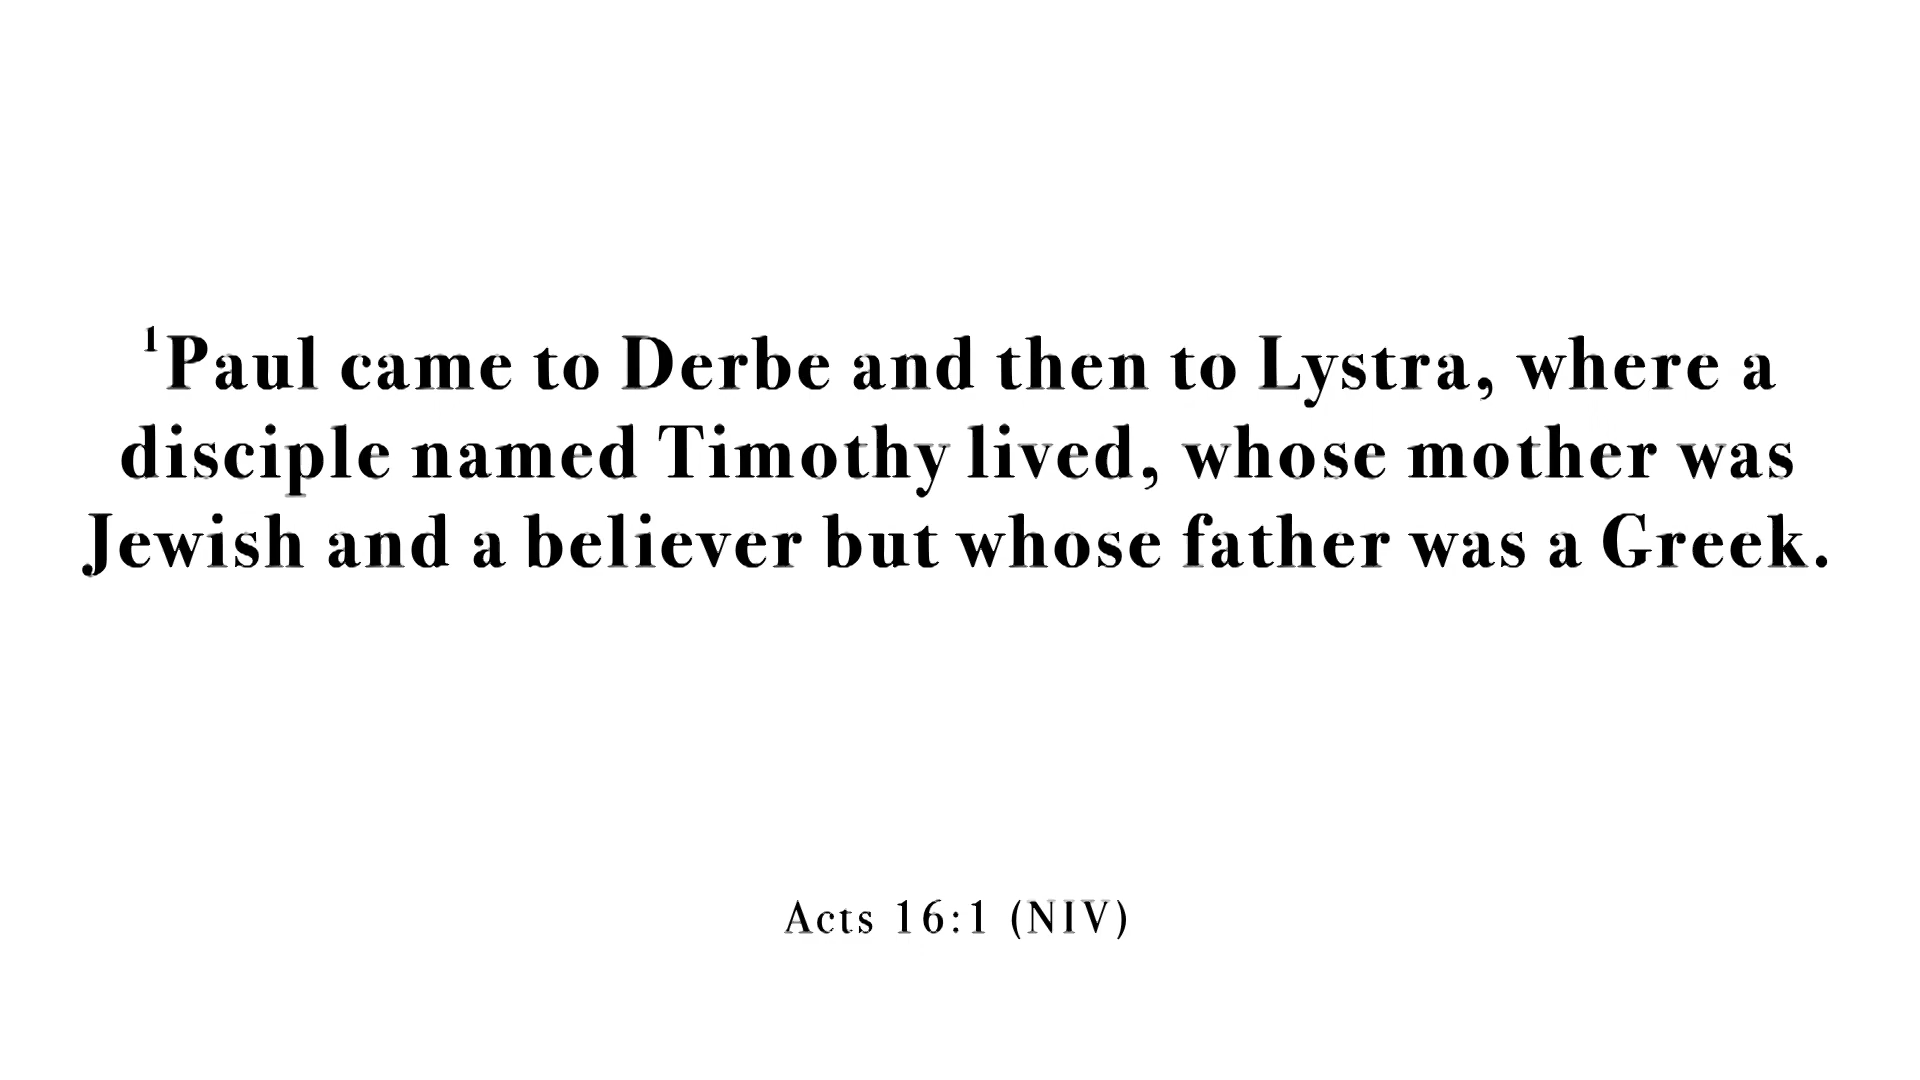 ¹Paul came to Derbe and then to Lystra, where a
disciple named Timothy lived, whose mother was
Jewish and a believer but whose father was a Greek.
Acts 16:1 (NIV)